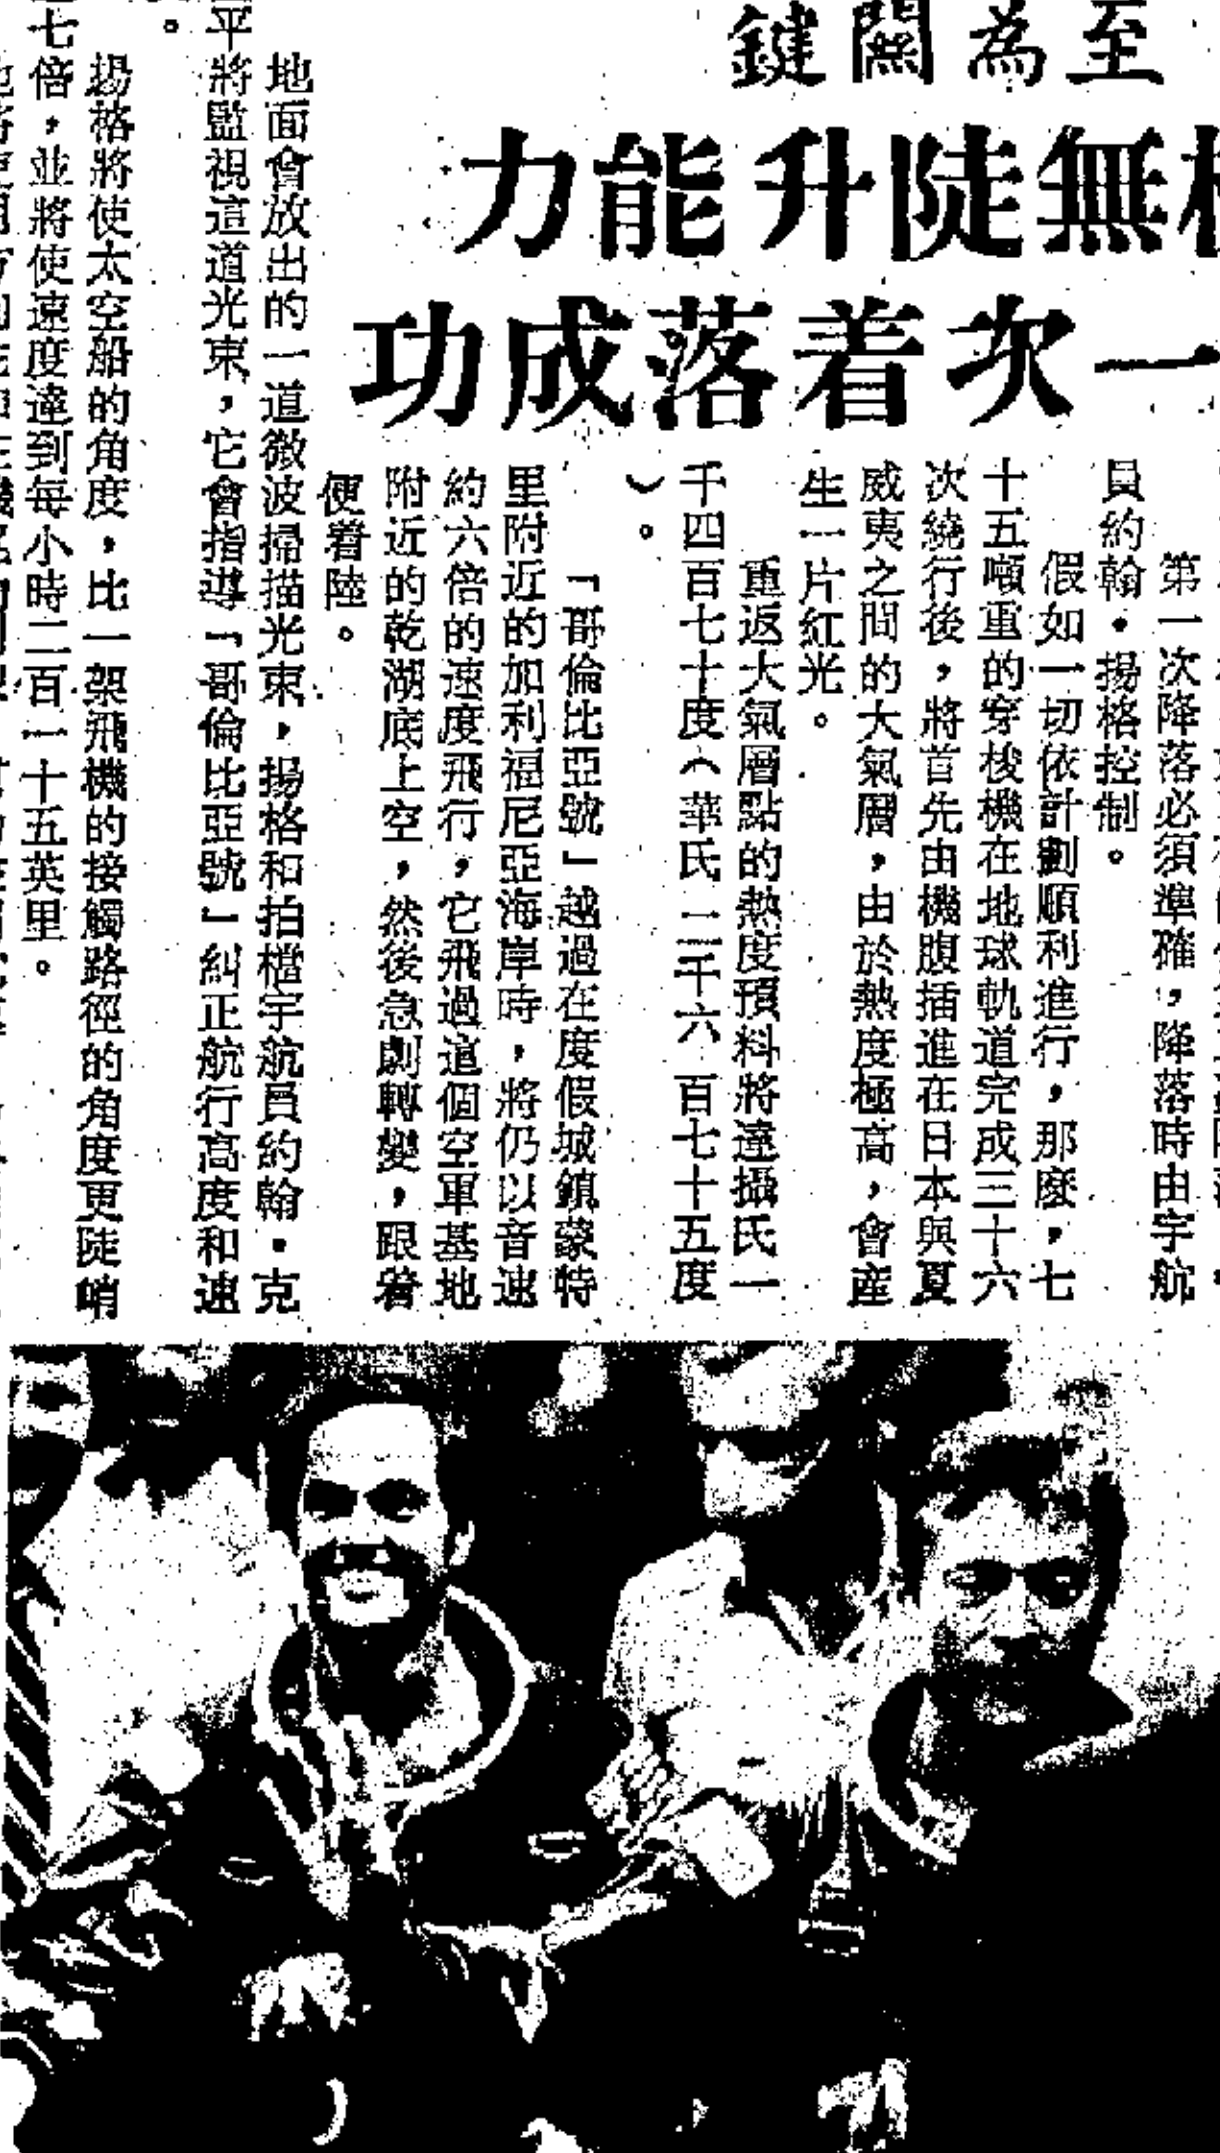 至為關鍵
無陡升能力
一次着落成功
第一次降落必須準確,降落時由宇航
員約翰・揚格控制。
假如一切依計劃順利進行,那麼,七
十五噸重的穿梭機在地球軌道完成三十六
次繞行後,將首先由機腹插進在日本與夏
威夷之間的大氣層,由於熱度極高,會產
生一片紅光。
重返大氣層點的熱度預料將達攝氏一
千四百七十度(華氏二千六百七十五度
)。
「哥倫比亞號」越過在度假城鎮蒙特
里附近的加利福尼亞海岸時,將仍以音速
約六倍的速度飛行,它飛過這個空軍基地
附近的乾湖底上空,然後急劇轉變,跟着
便着陸。
地面會放出的一道微波掃描光束,揚格和拍檔宇航員約翰・克
平將監視這道光束,它會指導「哥倫比亞號」糾正航行高度和速
。
揚格將使太空船的角度,比一架飛機的接觸路徑的角度更陡峭
七倍,並將使速度達到每小時二百一十五英里。